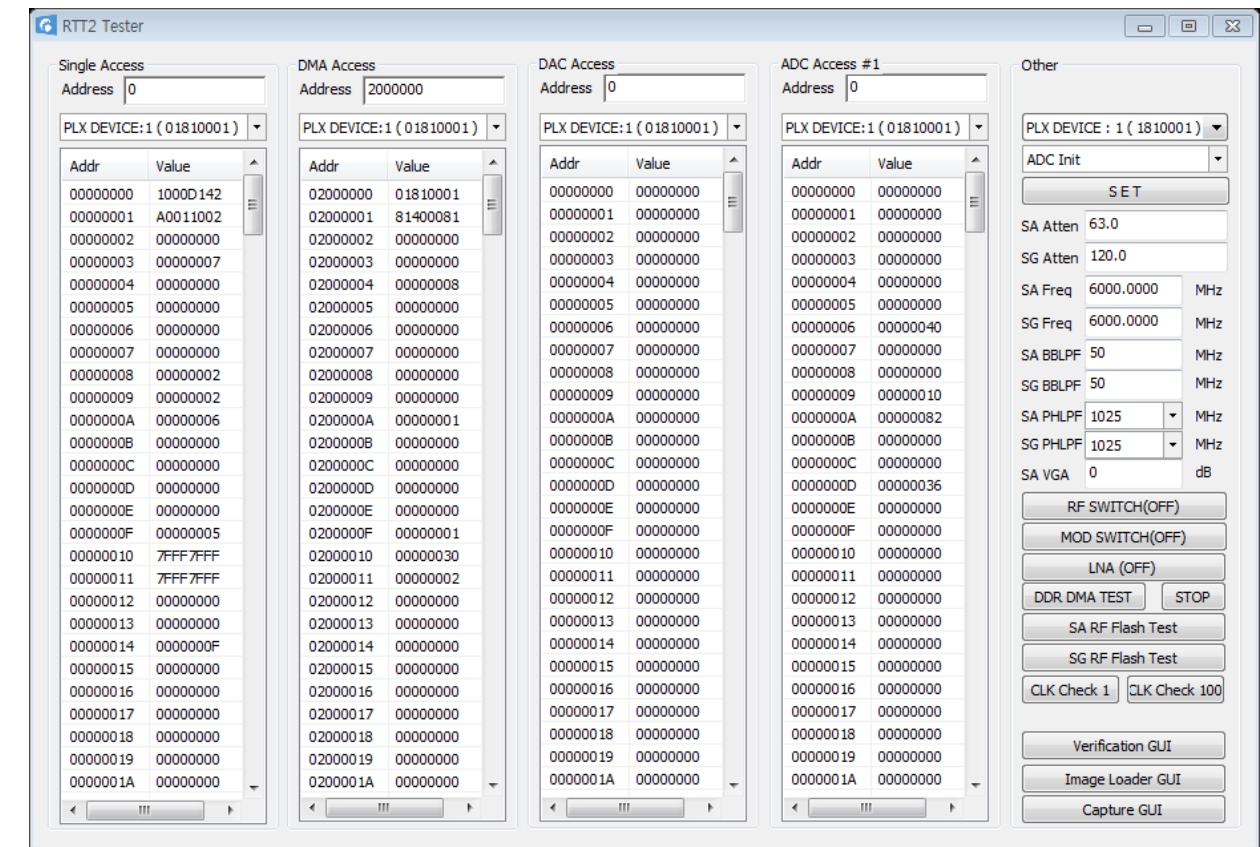 RTT2 Tester
Single Access
Address 0
PLX DEVICE:1 ( 01810001 )
Addr Value
00000000 1000D142
00000001 A0011002
00000002 00000000
00000003 00000007
00000004 00000000
00000005 00000000
00000006 00000000
00000007 00000000
00000008 00000002
00000009 00000002
0000000A 00000006
0000000B 00000000
0000000C 00000000
0000000D 00000000
0000000E 00000000
0000000F 00000005
00000010 7FFF7FFF
00000011 7FFF7FFF
00000012 00000000
00000013 00000000
00000014 0000000F
00000015 00000000
00000016 00000000
00000017 00000000
00000018 00000000
00000019 00000000
0000001A 00000000
DMA Access
Address 2000000
PLX DEVICE:1 ( 01810001 )
Addr Value
02000000 01810001
02000001 81400081
02000002 00000000
02000003 00000000
02000004 00000008
02000005 00000000
02000006 00000000
02000007 00000000
02000008 00000000
02000009 00000000
0200000A 00000001
0200000B 00000000
0200000C 00000000
0200000D 00000000
0200000E 00000000
0200000F 00000001
02000010 00000030
02000011 00000002
02000012 00000000
02000013 00000000
02000014 00000000
02000015 00000000
02000016 00000000
02000017 00000000
02000018 00000000
02000019 00000000
0200001A 00000000
DAC Access
Address 0
PLX DEVICE:1 ( 01810001 )
Addr Value
00000000 00000000
00000001 00000000
00000002 00000000
00000003 00000000
00000004 00000000
00000005 00000000
00000006 00000000
00000007 00000000
00000008 00000000
00000009 00000000
0000000A 00000000
0000000B 00000000
0000000C 00000000
0000000D 00000000
0000000E 00000000
0000000F 00000000
00000010 00000000
00000011 00000000
00000012 00000000
00000013 00000000
00000014 00000000
00000015 00000000
00000016 00000000
00000017 00000000
00000018 00000000
00000019 00000000
0000001A 00000000
ADC Access #1
Address 0
PLX DEVICE:1 ( 01810001 )
Addr Value
00000000 00000000
00000001 00000000
00000002 00000000
00000003 00000000
00000004 00000000
00000005 00000000
00000006 00000040
00000007 00000000
00000008 00000000
00000009 00000010
0000000A 00000082
0000000B 00000000
0000000C 00000000
0000000D 00000036
0000000E 00000000
0000000F 00000000
00000010 00000000
00000011 00000000
00000012 00000000
00000013 00000000
00000014 00000000
00000015 00000000
00000016 00000000
00000017 00000000
00000018 00000000
00000019 00000000
0000001A 00000000
Other
PLX DEVICE : 1 ( 1810001 )
ADC Init
S E T
SA Atten 63.0
SG Atten 120.0
SA Freq 6000.0000 MHz
SG Freq 6000.0000 MHz
SA BBLPF 50 MHz
SG BBLPF 50 MHz
SA PHLPF 1025 MHz
SG PHLPF 1025 MHz
SA VGA 0 dB
RF SWITCH(OFF)
MOD SWITCH(OFF)
LNA (OFF)
DDR DMA TEST STOP
SA RF Flash Test
SG RF Flash Test
CLK Check 1 CLK Check 100
Verification GUI
Image Loader GUI
Capture GUI